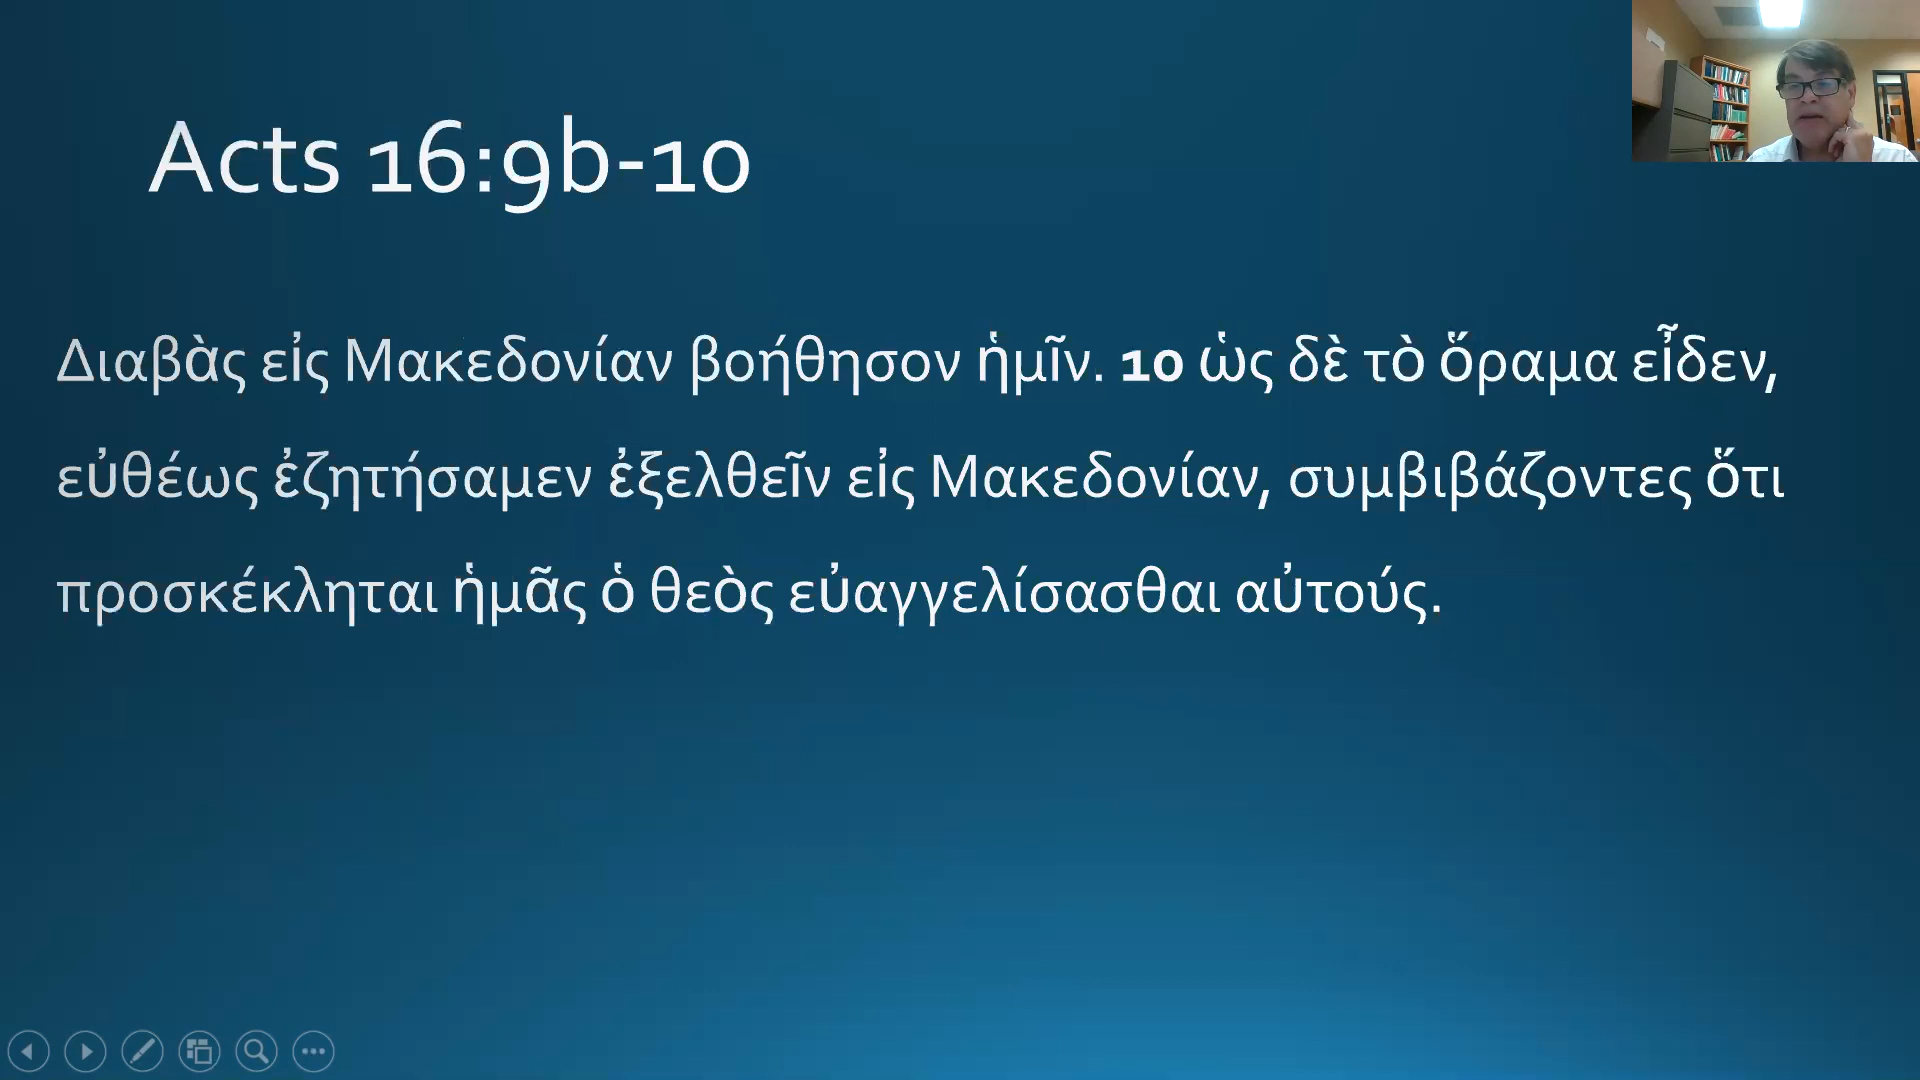 Acts 16:9b-10
Διαβὰς εἰς Μακεδονίαν βοήθησον ἡμῖν. 10 ὡς δὲ τὸ ὅραμα εἶδεν,
εὐθέως ἐζητήσαμεν ἐξελθεῖν εἰς Μακεδονίαν, συμβιβάζοντες ὅτι
προσκέκληται ἡμᾶς ὁ θεὸς εὐαγγελίσασθαι αὐτούς.